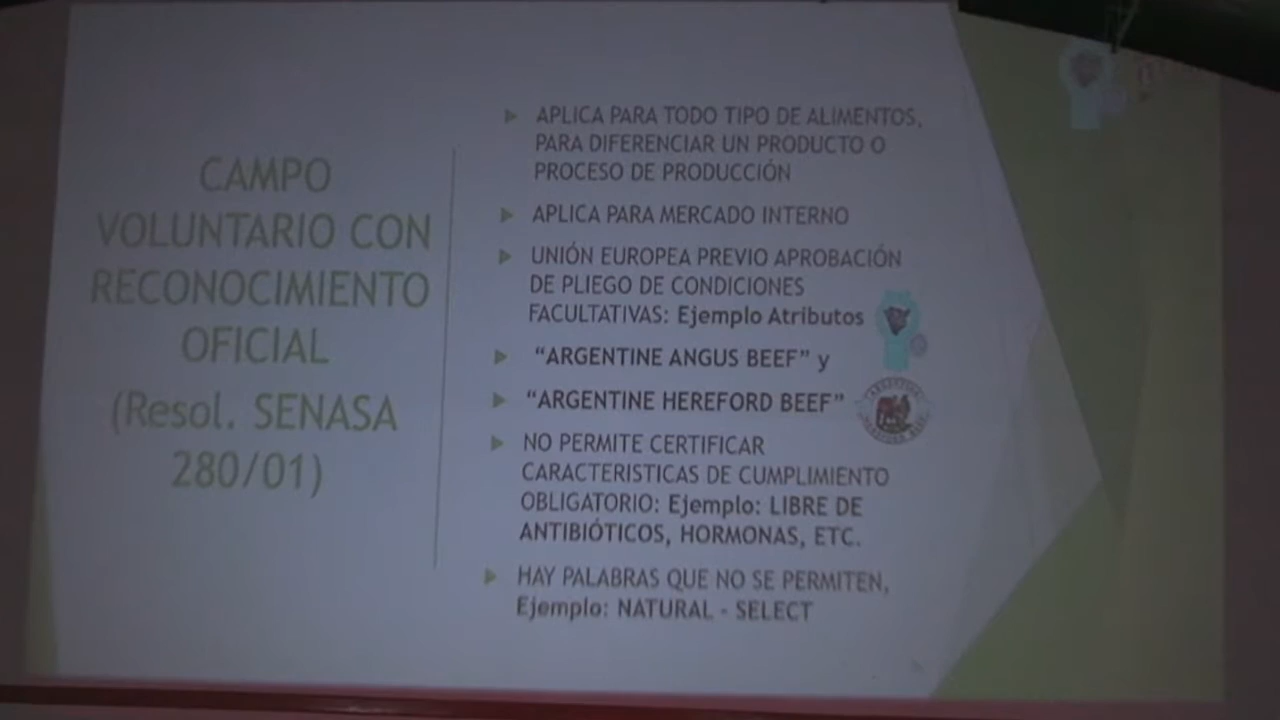 CAMPO
VOLUNTARIO CON
RECONOCIMIENTO
OFICIAL
(Resol. SENASA
280/01)
APLICA PARA TODO TIPO DE ALIMENTOS,
PARA DIFERENCIAR UN PRODUCTO O
PROCESO DE PRODUCCIÓN
APLICA PARA MERCADO INTERNO
UNIÓN EUROPEA PREVIO APROBACIÓN
DE PLIEGO DE CONDICIONES
FACULTATIVAS: Ejemplo Atributos
“ARGENTINE ANGUS BEEF” y
“ARGENTINE HEREFORD BEEF”
NO PERMITE CERTIFICAR
CARACTERISTICAS DE CUMPLIMIENTO
OBLIGATORIO: Ejemplo: LIBRE DE
ANTIBIÓTICOS, HORMONAS, ETC.
HAY PALABRAS QUE NO SE PERMITEN,
Ejemplo: NATURAL - SELECT